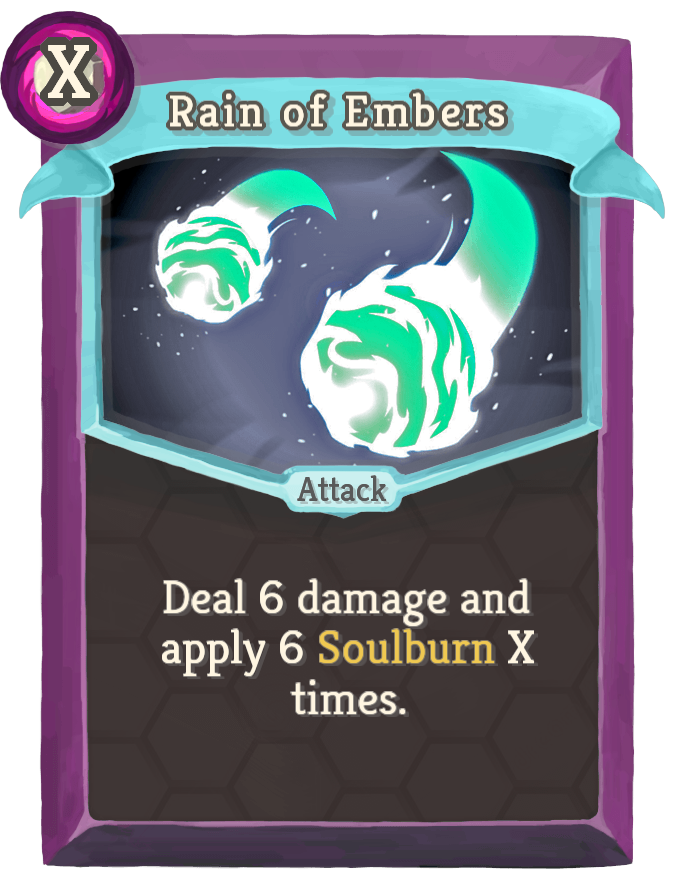 X
Rain of Embers
Attack
Deal 6 damage and
apply 6 Soulburn X
times.